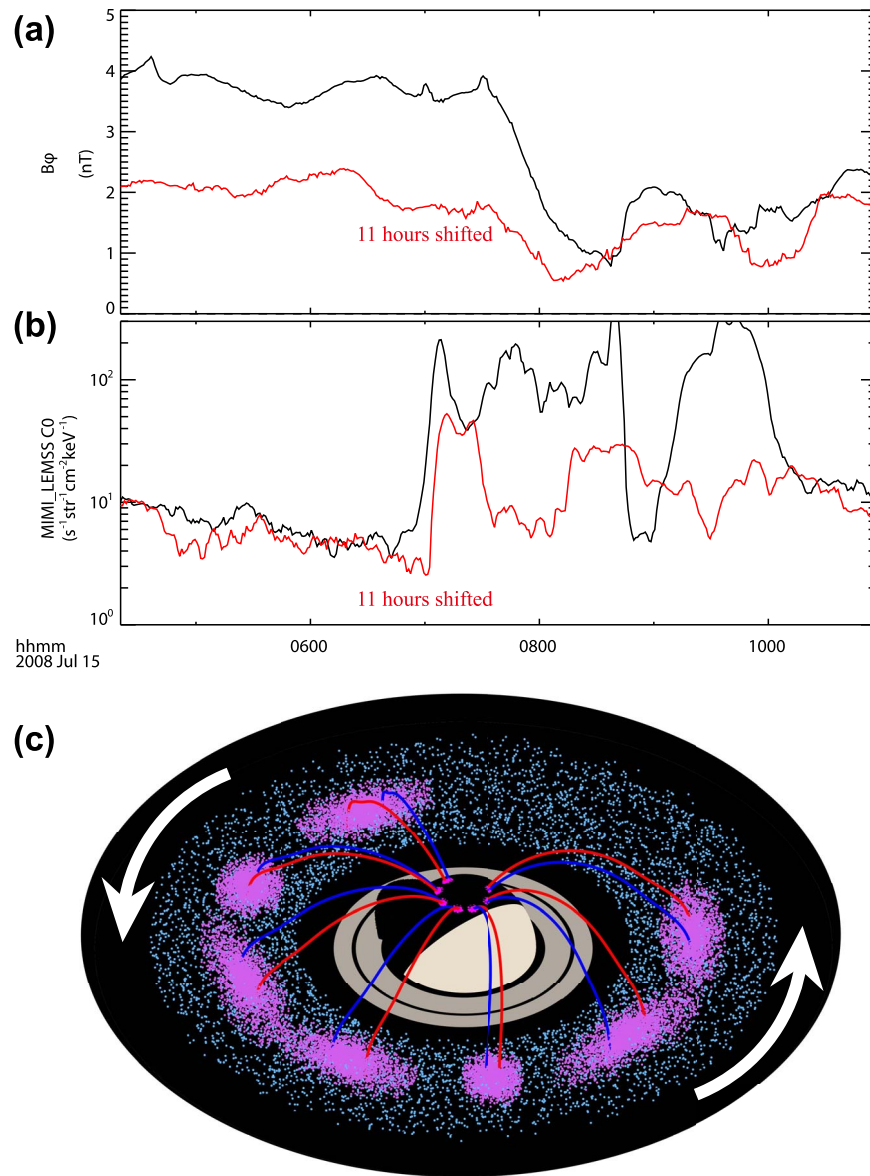 (a)
5
4
3
2
1
0
Bφ
(nT)
11 hours shifted
(b)
10²
10¹
10⁰
MIMI_LEMSS C0
(s⁻¹str⁻¹cm⁻²keV⁻¹)
11 hours shifted
hhmm
2008 Jul 15
0600
0800
1000
(c)